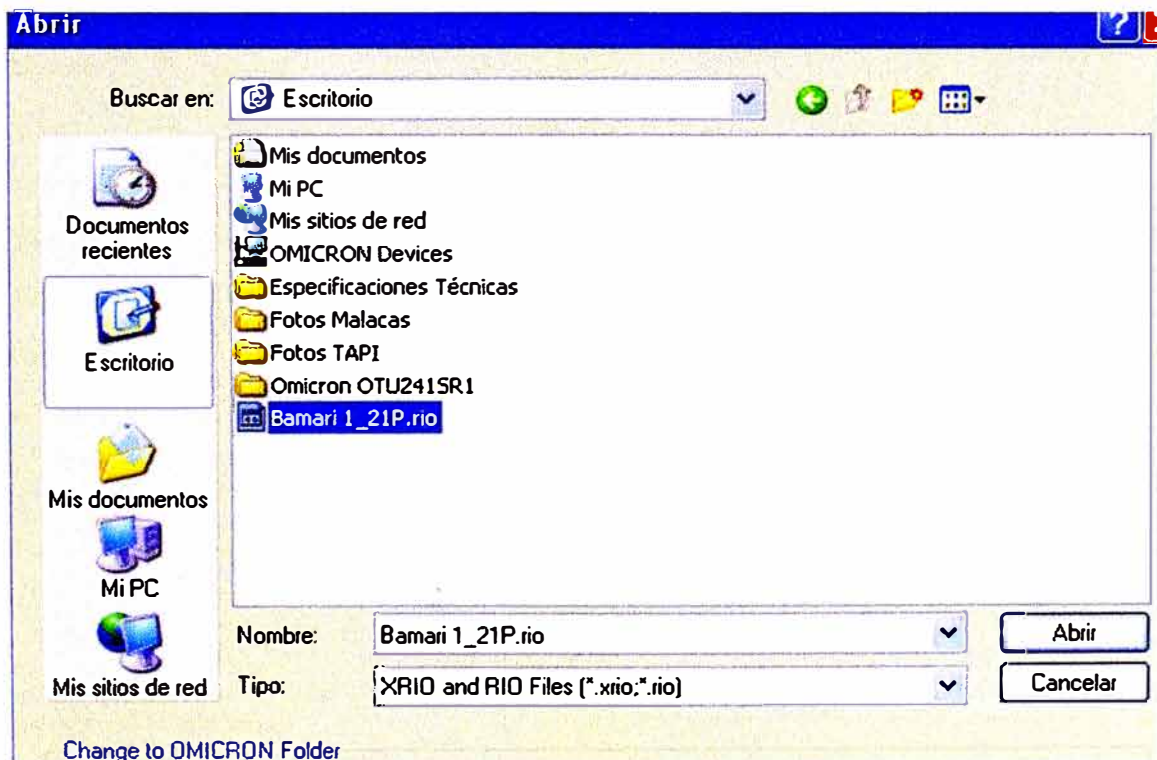 Abrir
?
Buscar en: Escritorio
Documentos
recientes
Escritorio
Mis documentos
Mi PC
Mis sitios de red
Mis documentos
Mi PC
Mis sitios de red
OMICRON Devices
Especificaciones Técnicas
Fotos Malacas
Fotos TAPI
Omicron OTU241SR1
Bamari 1_21P.rio
Nombre: Bamari 1_21P.rio Abrir
Tipo: XRIO and RIO Files (*.xrio;*.rio) Cancelar
Change to OMICRON Folder